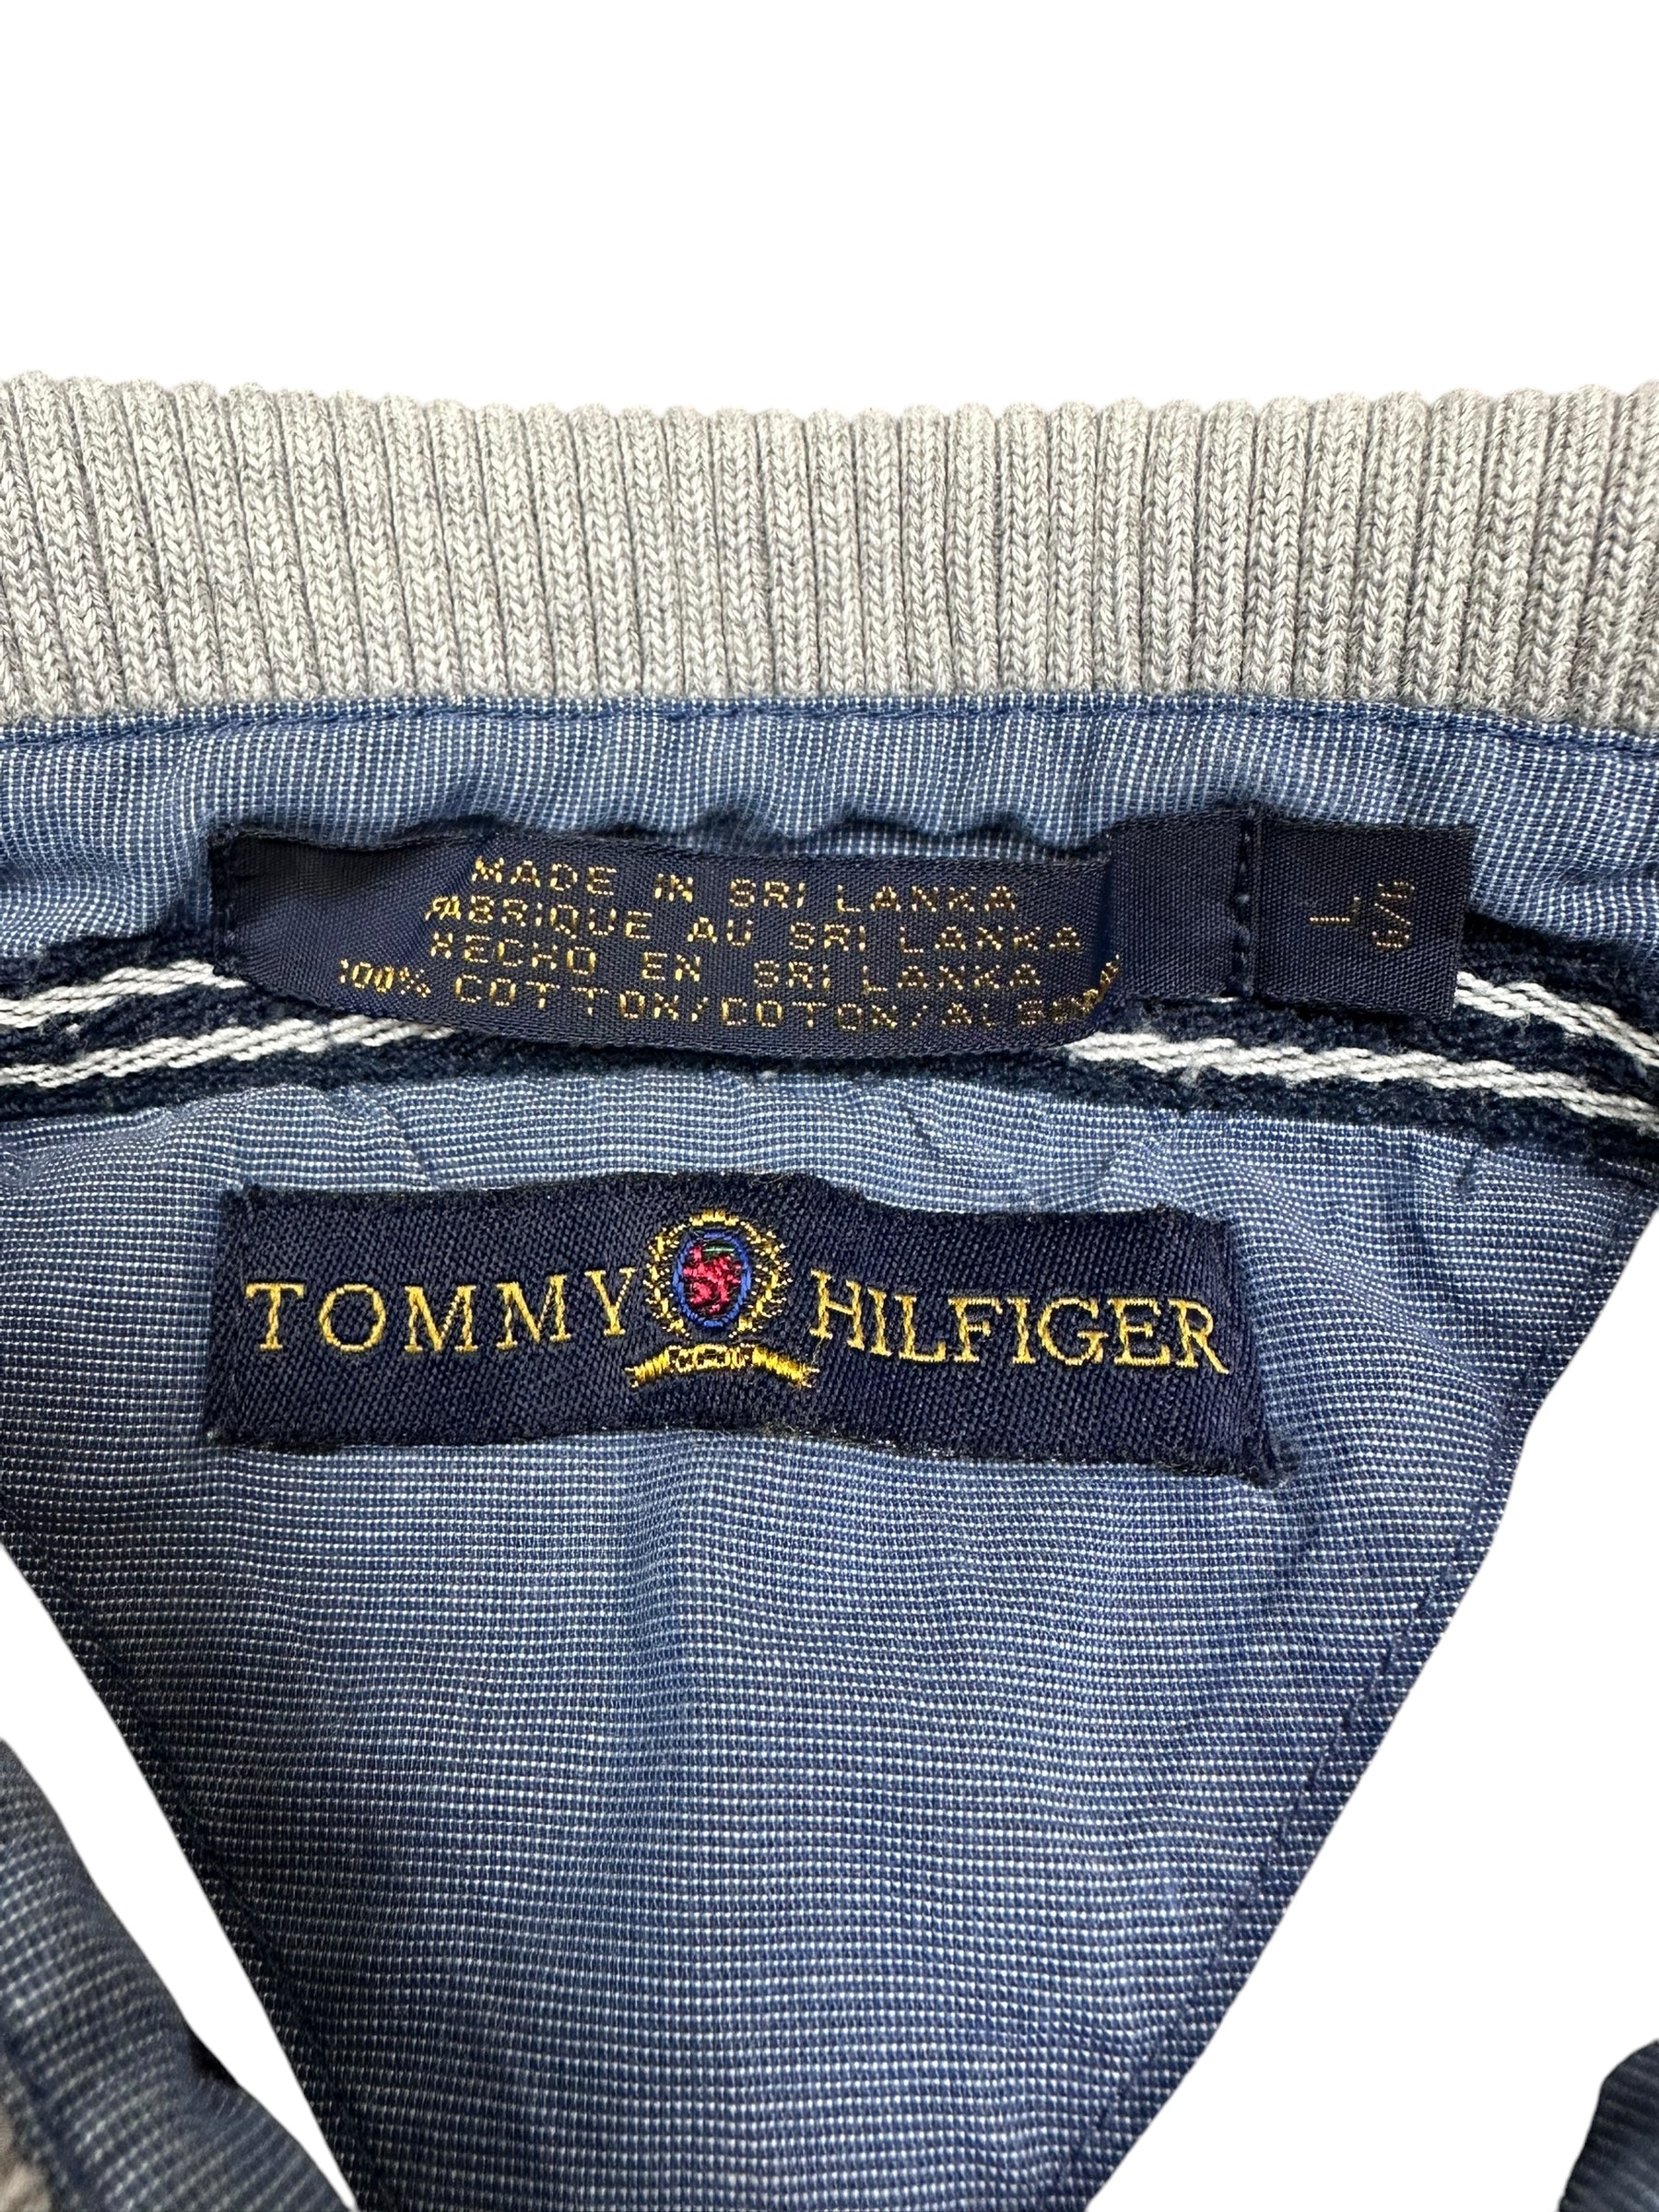 MADE IN SRI LANKA
FABRIQUE AU SRI LANKA
HECHO EN SRI LANKA
100% COTTON/COTON/ALGODON
L
G/G
TOMMY HILFIGER